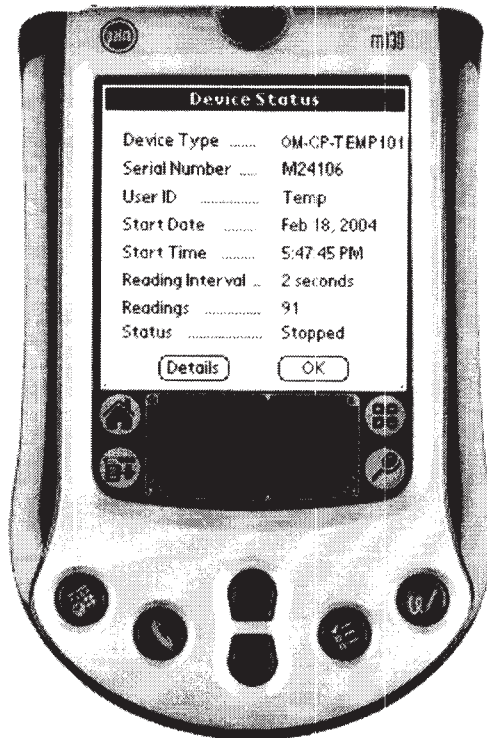 m130
Device Status
Device Type ....... OM-CP-TEMP101
Serial Number ..... M24106
User ID ............... Temp
Start Date ......... Feb 18, 2004
Start Time ......... 5:47:45 PM
Reading Interval .. 2 seconds
Readings ............. 91
Status ................. Stopped
Details OK